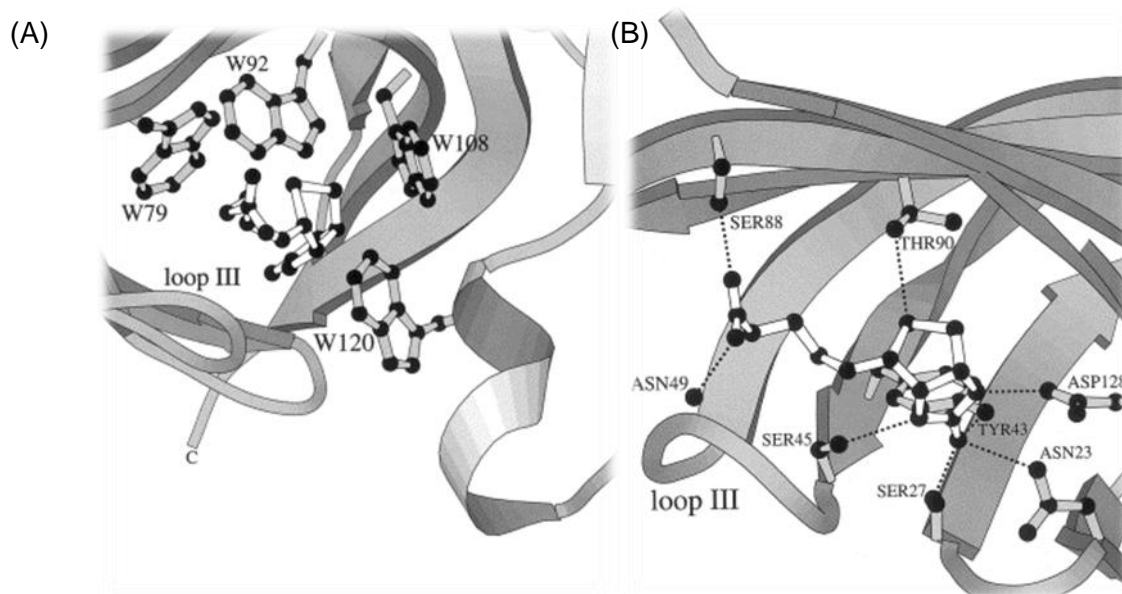 (A)
W92
W79
W108
loop III
W120
C
(B)
SER88
THR90
ASN49
SER45
TYR43
ASP128
ASN23
SER27
loop III